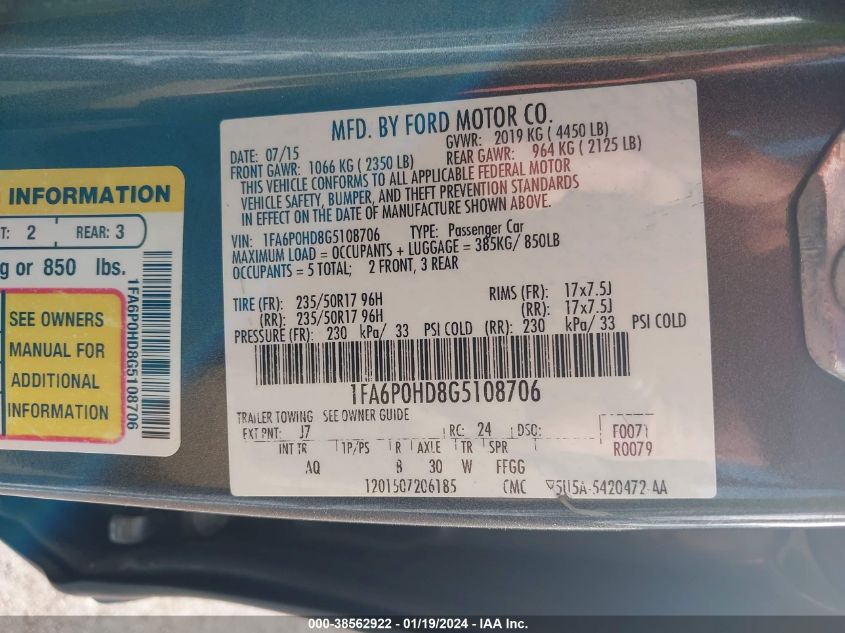 INFORMATION
T: 2 REAR: 3
g or 850 lbs.
SEE OWNERS
MANUAL FOR
ADDITIONAL
INFORMATION
1FA6P0HD8G5108706
MFD. BY FORD MOTOR CO.
DATE: 07/15 GVWR: 2019 KG ( 4450 LB)
FRONT GAWR: 1066 KG ( 2350 LB) REAR GAWR: 964 KG ( 2125 LB)
THIS VEHICLE CONFORMS TO ALL APPLICABLE FEDERAL MOTOR
VEHICLE SAFETY, BUMPER, AND THEFT PREVENTION STANDARDS
IN EFFECT ON THE DATE OF MANUFACTURE SHOWN ABOVE.
VIN: 1FA6P0HD8G5108706 TYPE: Passenger Car
MAXIMUM LOAD = OCCUPANTS + LUGGAGE = 385KG/ 850LB
OCCUPANTS = 5 TOTAL; 2 FRONT, 3 REAR
TIRE (FR): 235/50R17 96H RIMS (FR): 17x7.5J
(RR): 235/50R17 96H (RR): 17x7.5J
PRESSURE (FR): 230 kPa/ 33 PSI COLD (RR): 230 kPa/ 33 PSI COLD
1FA6P0HD8G5108706
TRAILER TOWING SEE OWNER GUIDE
EXT PNT: J7 RC: 24 DSO: F0071
INT TR TP/PS R AXLE TR SPR R0079
AQ B 30 W FFGG
1201507206185 CMC 5U5A-5420472-AA
000-38562922 - 01/19/2024 - IAA Inc.